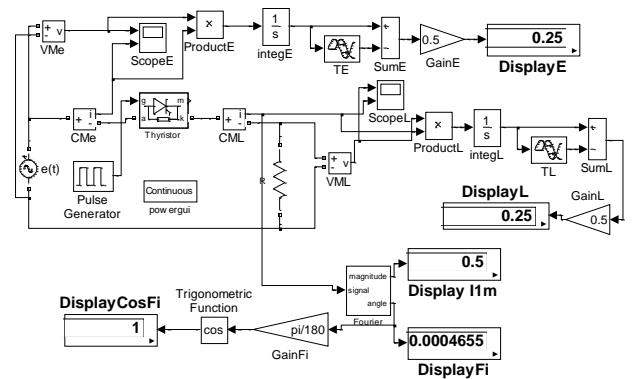 +
-
v
VMe
ScopeE
×
ProductE
1
s
integE
TE
SumE
0.5
GainE
0.25
DisplayE
+
-
i
CMe
g
m
a
k
Thyristor
+
-
i
CML
ScopeL
×
ProductL
1
s
integL
TL
SumL
e(t)
Pulse
Generator
Continuous
powergui
R
+
-
v
VML
DisplayL
0.25
GainL
0.5
magnitude
signal
angle
Fourier
0.5
Display I1m
DisplayCosFi
1
Trigonometric
Function
cos
pi/180
GainFi
0.0004655
DisplayFi